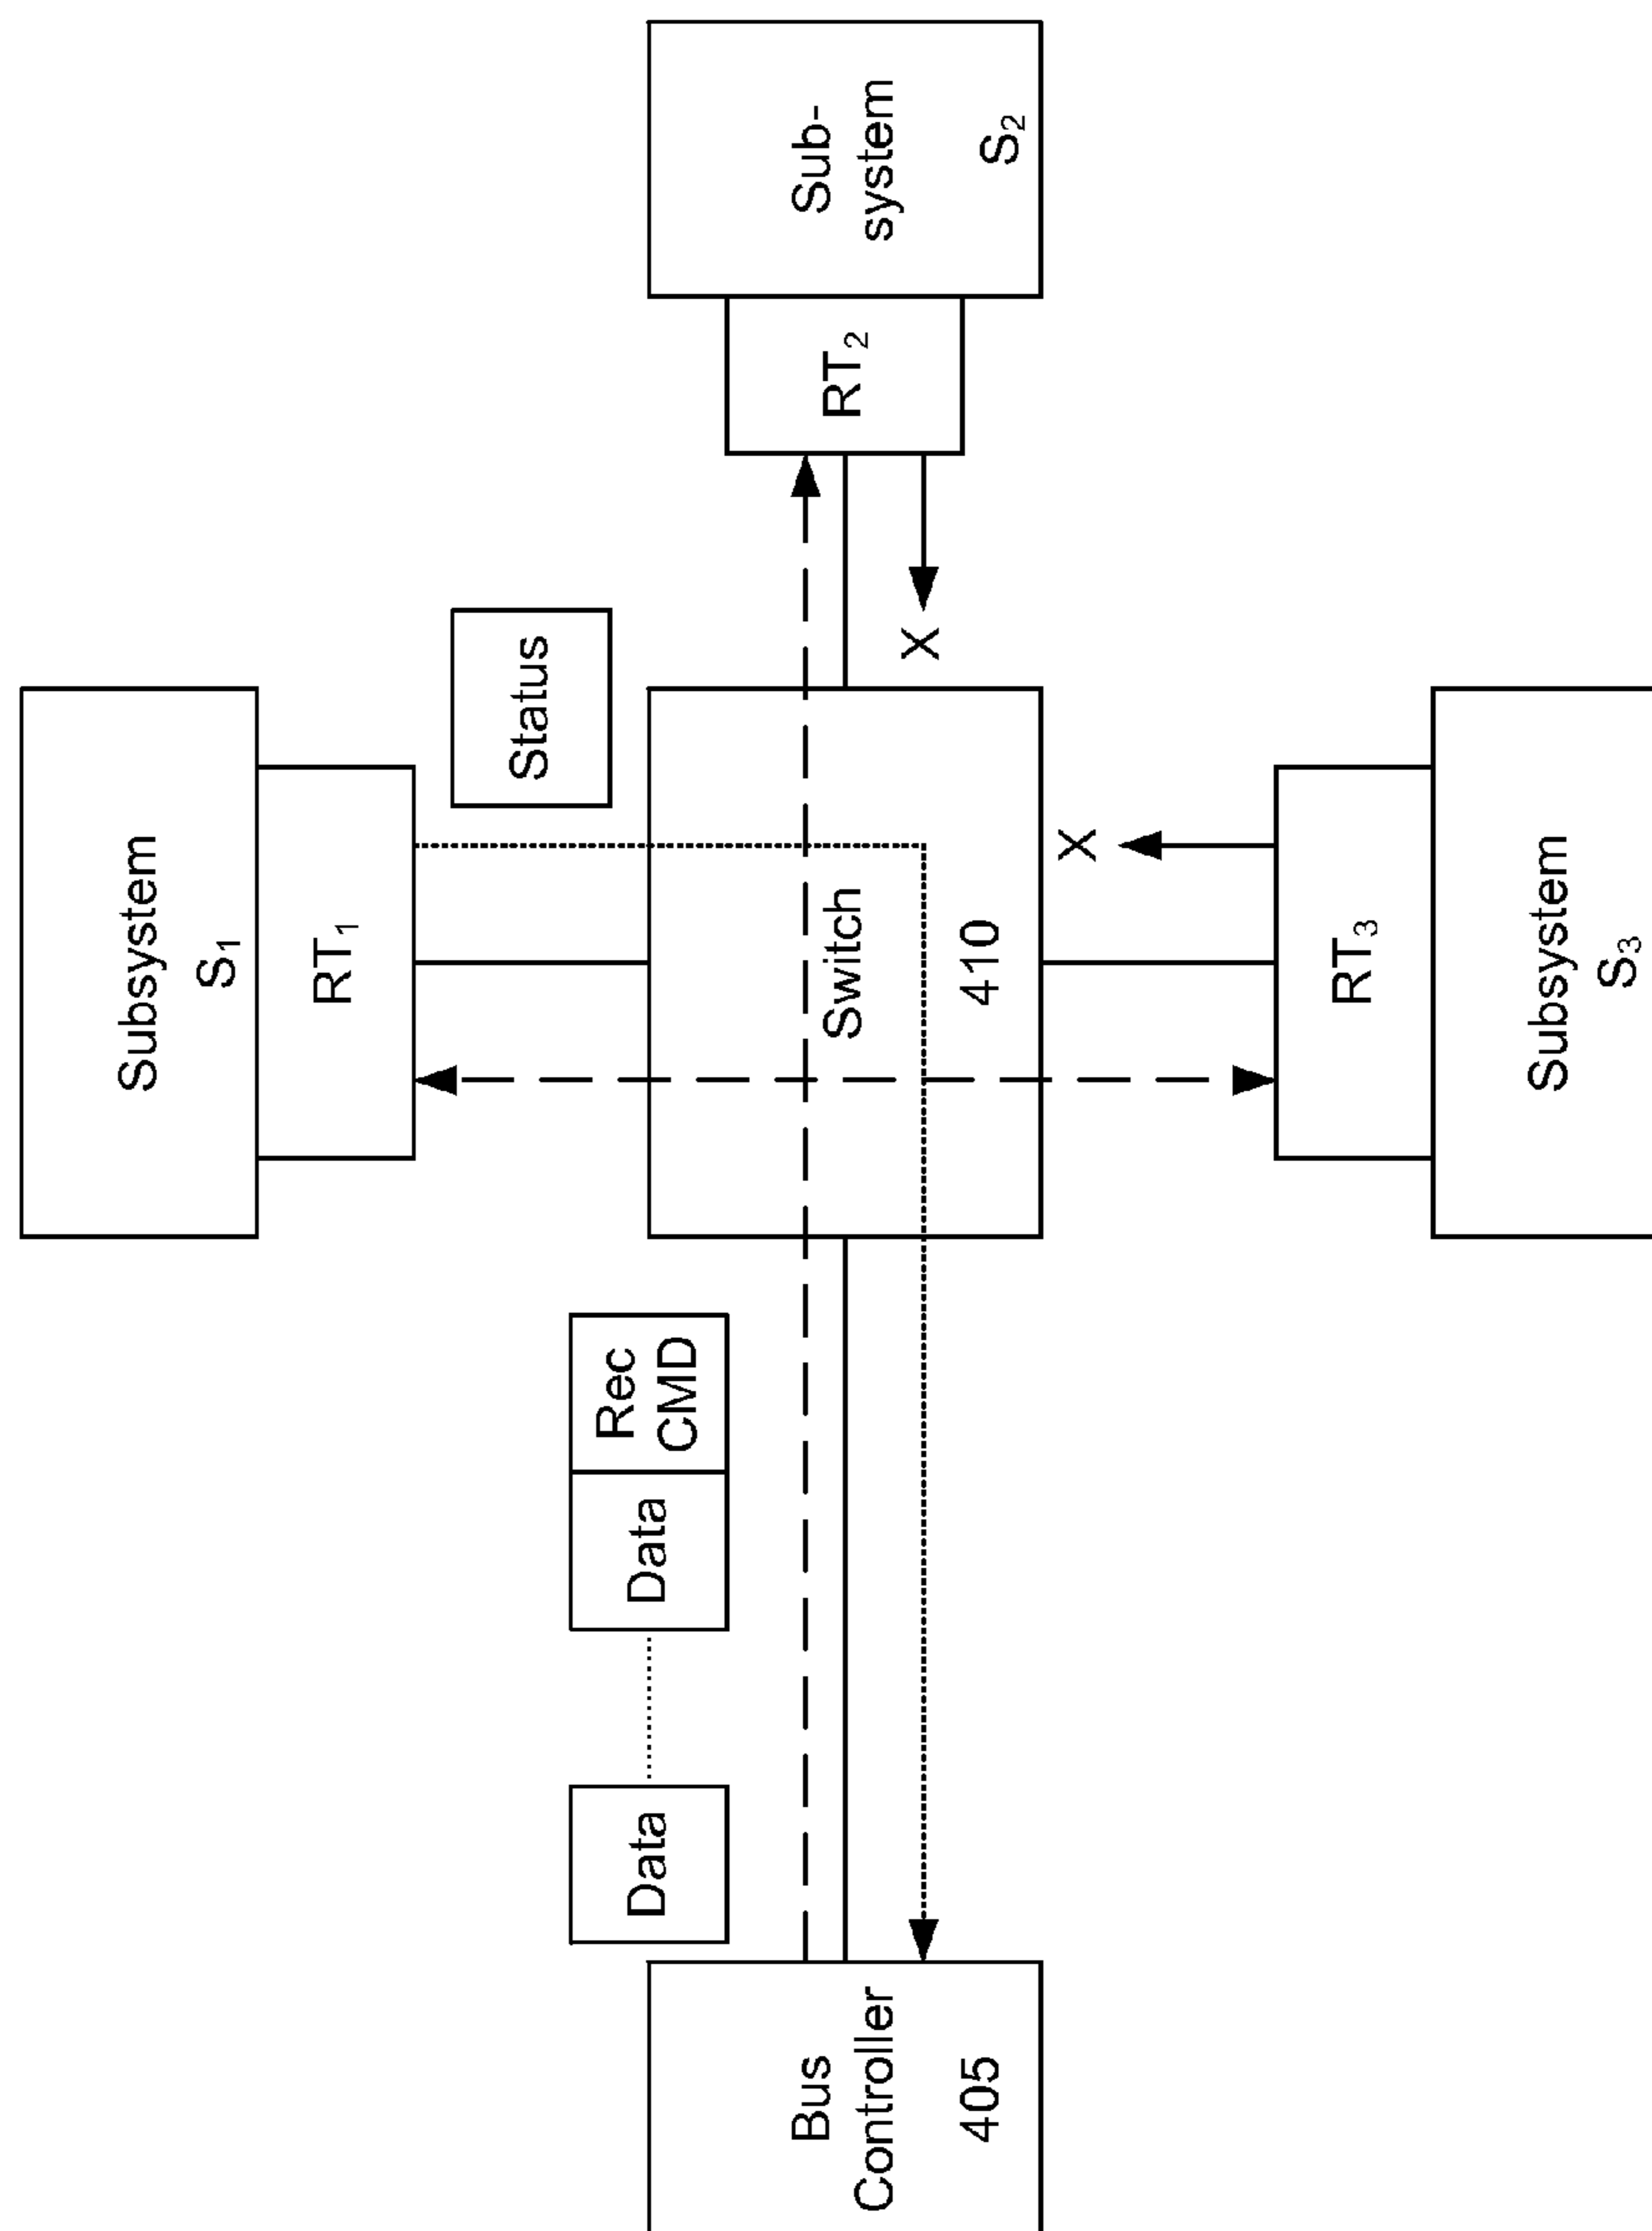 Subsystem
S₁
RT₁
Status
Data
Data
Rec
CMD
Bus
Controller
405
Switch
410
X
RT₂
Sub-
system
S₂
X
RT₃
Subsystem
S₃